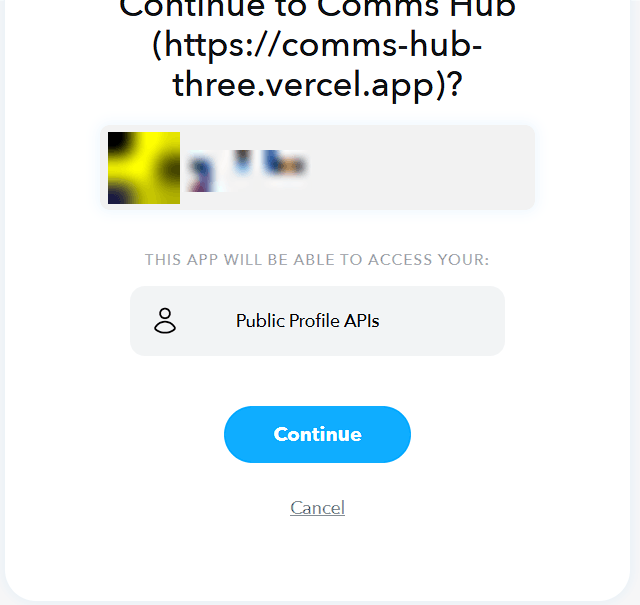 Continue to Comms Hub
(https://comms-hub-
three.vercel.app)?
THIS APP WILL BE ABLE TO ACCESS YOUR:
Public Profile APIs
Continue
Cancel